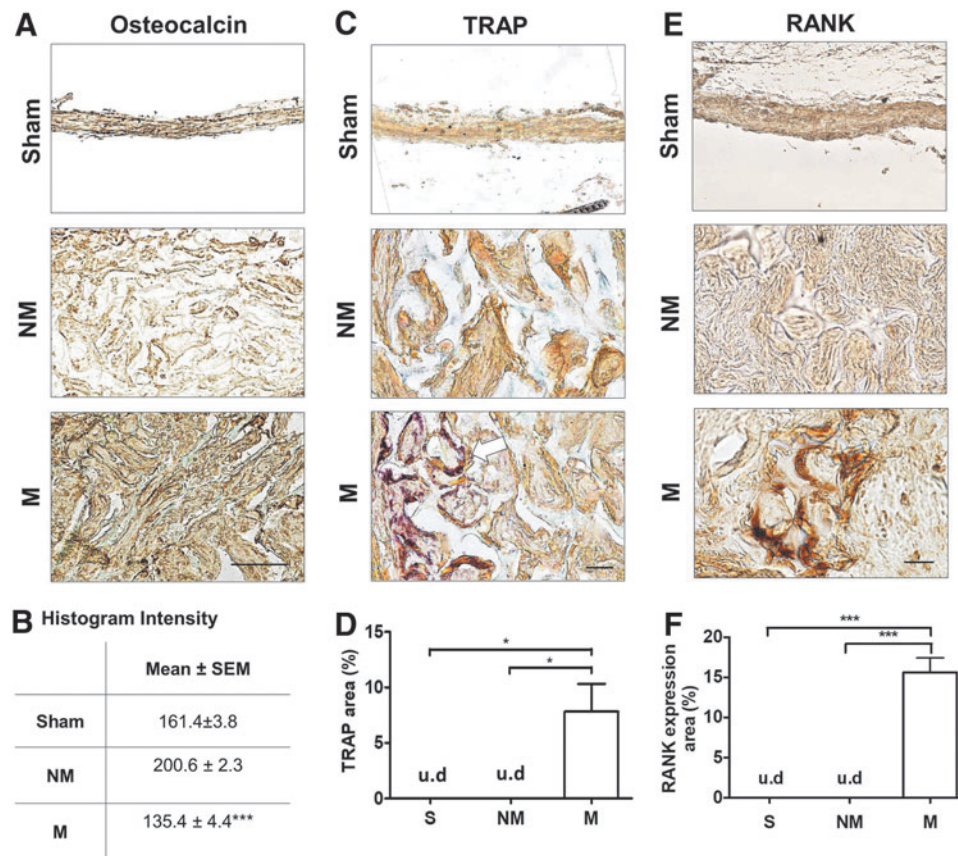 A Osteocalcin
C TRAP
E RANK
Sham
Sham
Sham
NM
NM
NM
M
M
M
B Histogram Intensity
Mean ± SEM
Sham 161.4±3.8
NM 200.6 ± 2.3
M 135.4 ± 4.4***
D
TRAP area (%)
15
10
5
0
*
*
u.d u.d
S NM M
F
RANK expression
area (%)
20
15
10
5
0
***
***
u.d u.d
S NM M